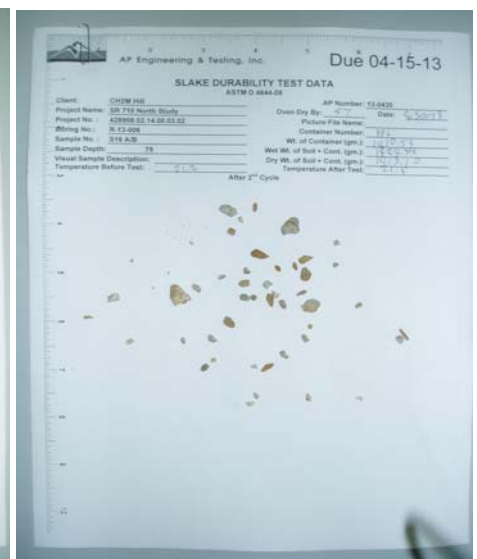 AP Engineering & Testing, Inc.
Due 04-15-13
SLAKE DURABILITY TEST DATA
ASTM D 4644-08
Client: CH2M Hill
AP Number: 13-0430
Project Name: SR 710 North Study
Oven Dry By:
Date:
Project No.: 428908.02.14.00.03.02
Picture File Name:
Boring No.: R-13-006
Container Number:
Sample No.: S16 A/B
Wt. of Container (gm.):
Sample Depth: 75
Wet Wt. of Soil + Cont. (gm.):
Visual Sample Description:
Dry Wt. of Soil + Cont. (gm.):
Temperature Before Test:
Temperature After Test:
After 2nd Cycle